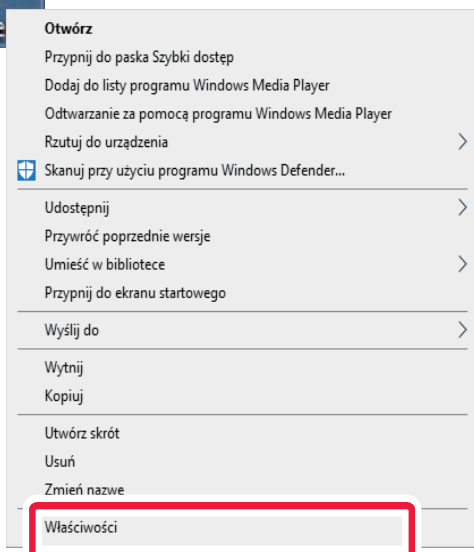 Otwórz
Przypnij do paska Szybki dostęp
Dodaj do listy programu Windows Media Player
Odtwarzanie za pomocą programu Windows Media Player
Rzutuj do urządzenia
Skanuj przy użyciu programu Windows Defender...
Udostępnij
Przywróć poprzednie wersje
Umieść w bibliotece
Przypnij do ekranu startowego
Wyślij do
Wytnij
Kopiuj
Utwórz skrót
Usuń
Zmień nazwę
Właściwości